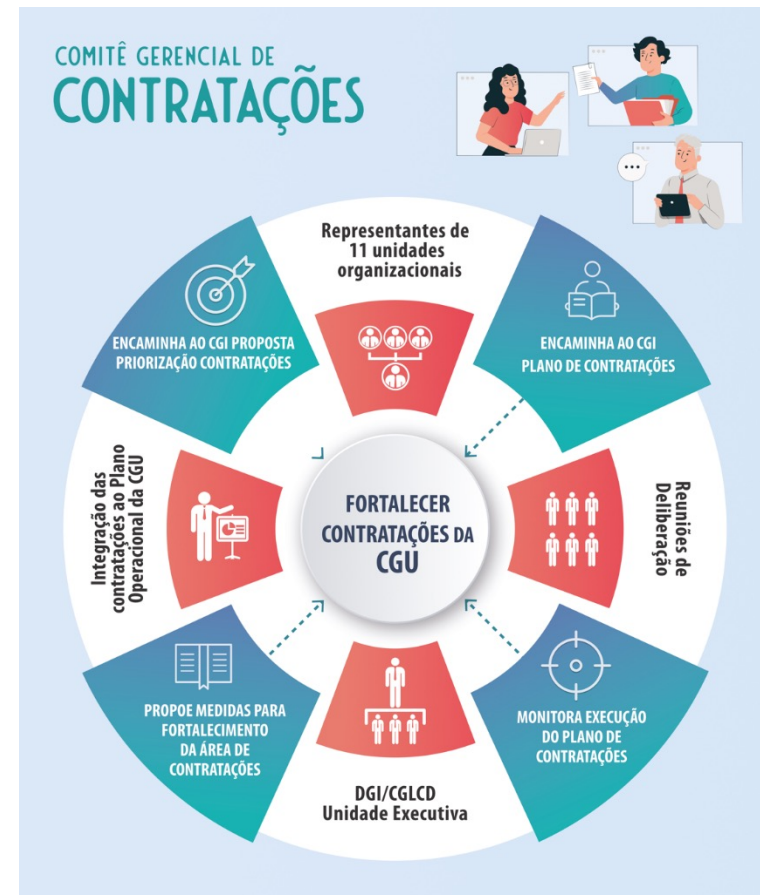 COMITÊ GERENCIAL DE
CONTRATAÇÕES
Representantes de
11 unidades
organizacionais
ENCAMINHA AO CGI PROPOSTA
PRIORIZAÇÃO CONTRATAÇÕES
ENCAMINHA AO CGI
PLANO DE CONTRATAÇÕES
Integração das
contratações ao Plano
Operacional da CGU
FORTALECER
CONTRATAÇÕES DA
CGU
Reuniões de
Deliberação
PROPOE MEDIDAS PARA
FORTALECIMENTO
DA ÁREA DE
CONTRATAÇÕES
MONITORA EXECUÇÃO
DO PLANO DE
CONTRATAÇÕES
DGI/CGLCD
Unidade Executiva